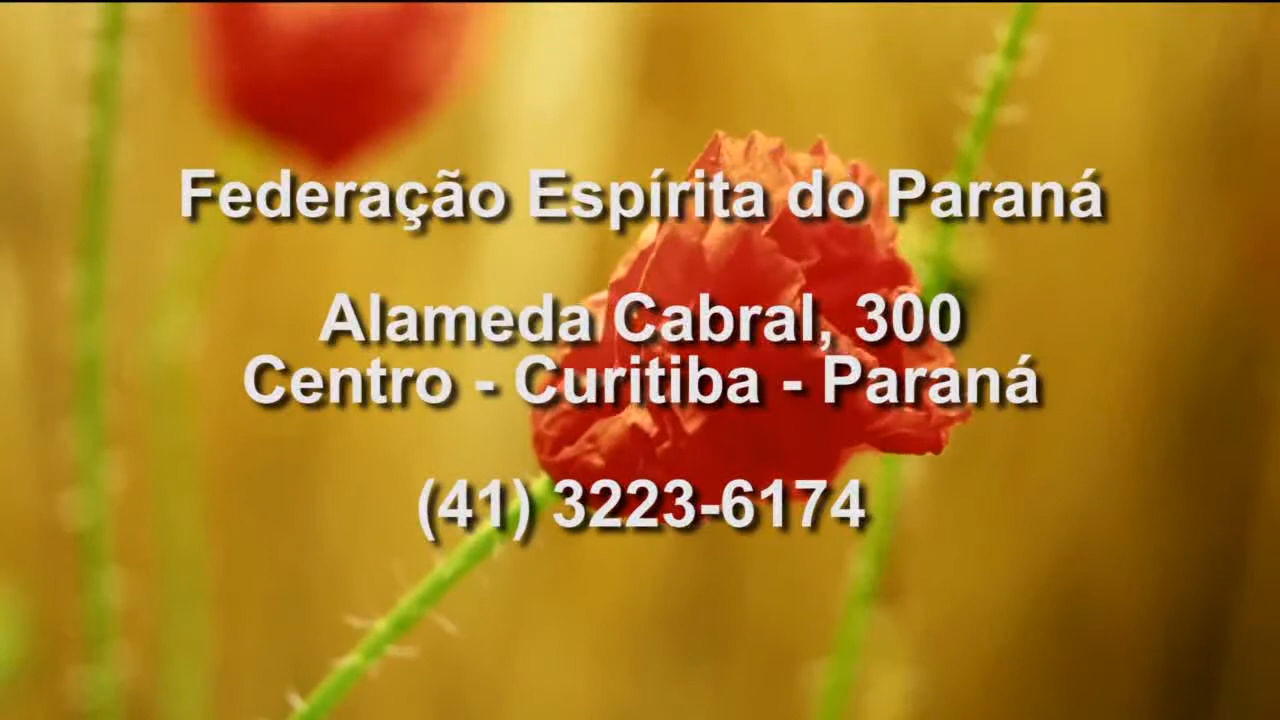 Federação Espírita do Paraná
Alameda Cabral, 300
Centro - Curitiba - Paraná
(41) 3223-6174